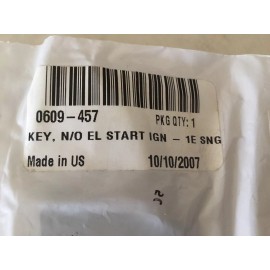 0609-457 PKG QTY: 1
KEY, N/O EL START IGN - 1E SNG
Made in US 10/10/2007